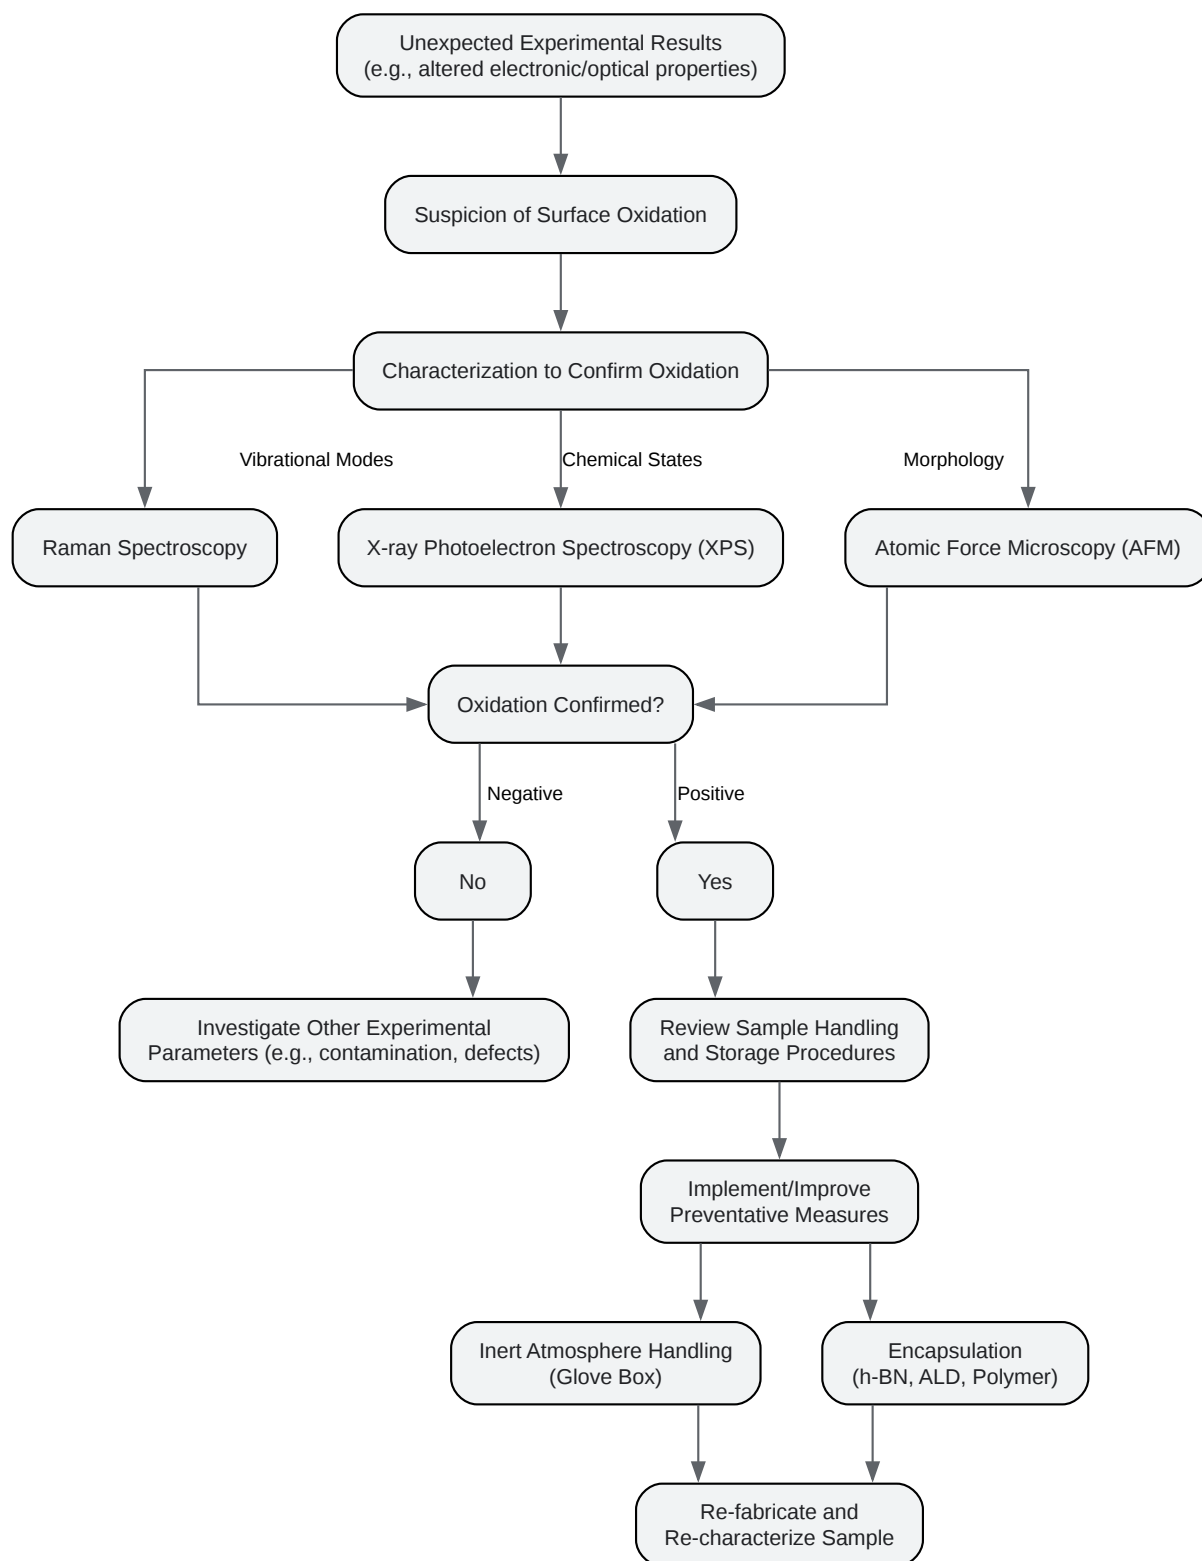 Unexpected Experimental Results
(e.g., altered electronic/optical properties)
Suspicion of Surface Oxidation
Characterization to Confirm Oxidation
Vibrational Modes
Chemical States
Morphology
Raman Spectroscopy
X-ray Photoelectron Spectroscopy (XPS)
Atomic Force Microscopy (AFM)
Oxidation Confirmed?
Negative
Positive
No
Yes
Investigate Other Experimental
Parameters (e.g., contamination, defects)
Review Sample Handling
and Storage Procedures
Implement/Improve
Preventative Measures
Inert Atmosphere Handling
(Glove Box)
Encapsulation
(h-BN, ALD, Polymer)
Re-fabricate and
Re-characterize Sample